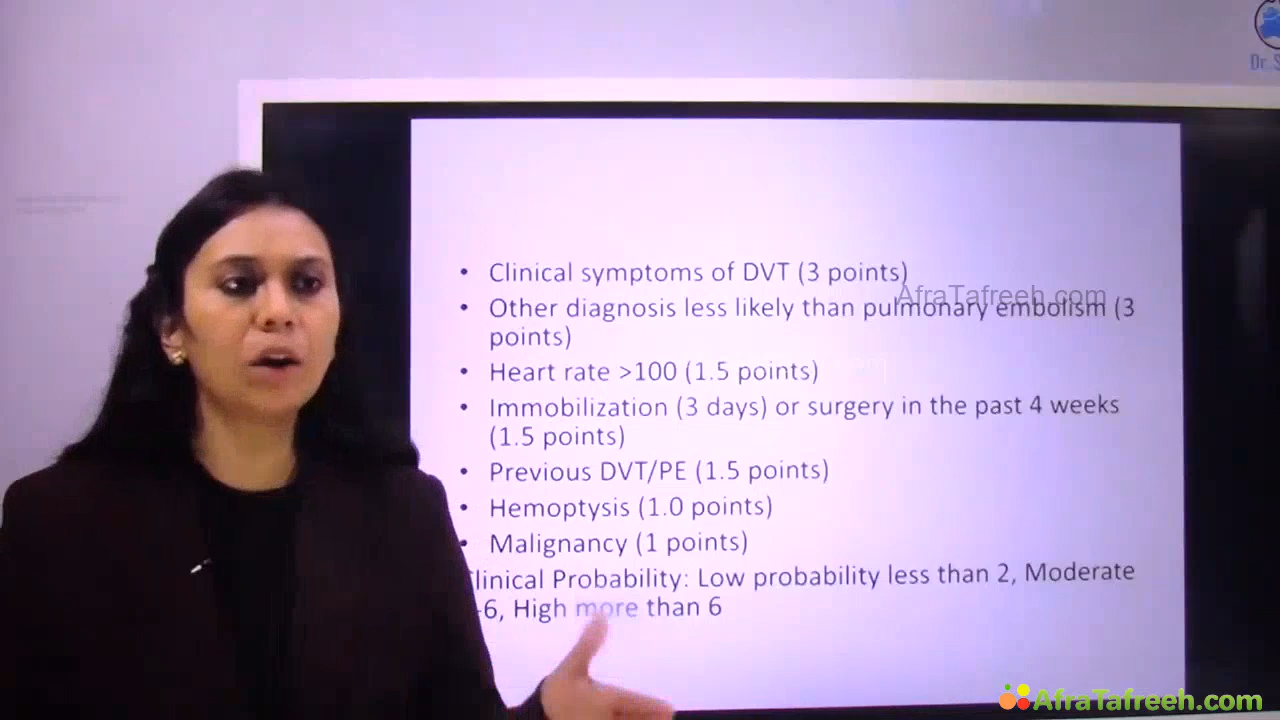 Dr. S
• Clinical symptoms of DVT (3 points)
AfraTafreeh.com
• Other diagnosis less likely than pulmonary embolism (3
points)
• Heart rate >100 (1.5 points)
• Immobilization (3 days) or surgery in the past 4 weeks
(1.5 points)
• Previous DVT/PE (1.5 points)
• Hemoptysis (1.0 points)
• Malignancy (1 points)
linical Probability: Low probability less than 2, Moderate
-6, High more than 6
AfraTafreeh.com